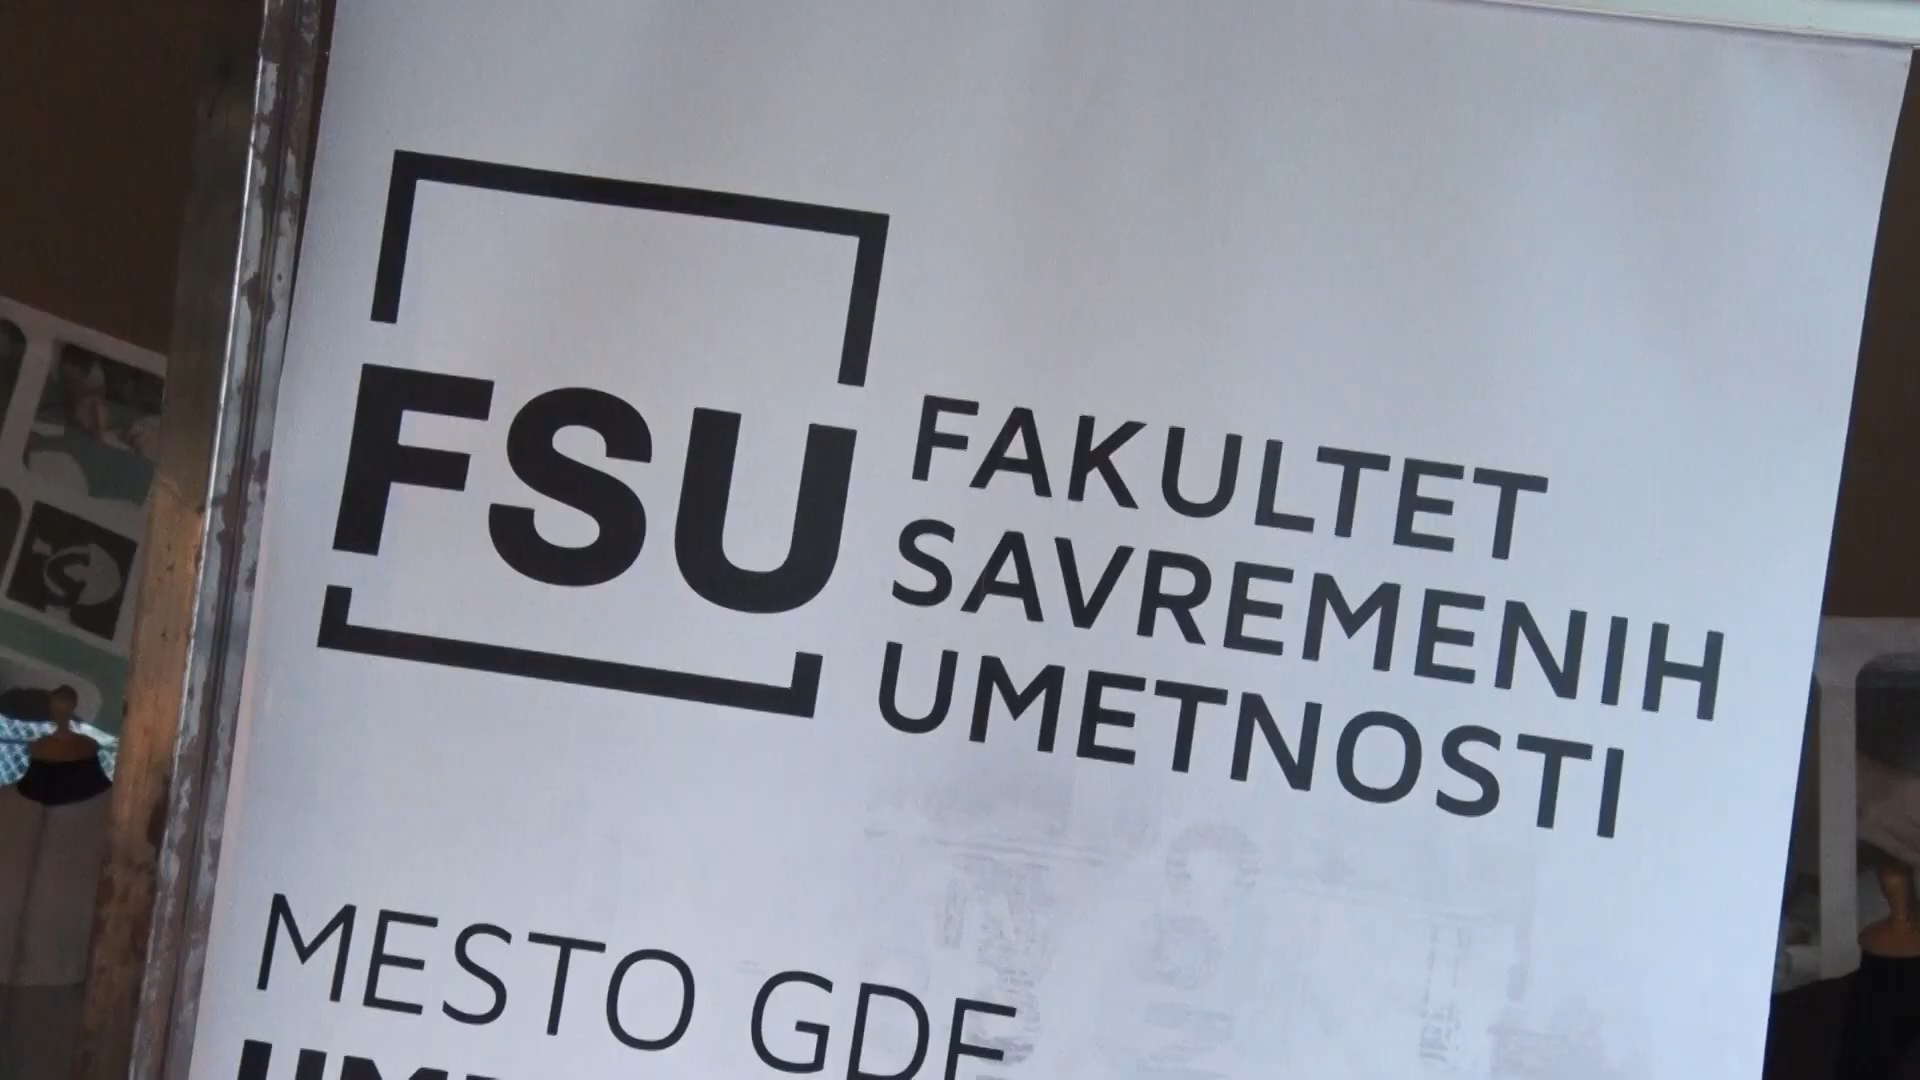 FSU
FAKULTET
SAVREMENIH
UMETNOSTI
MESTO GDE